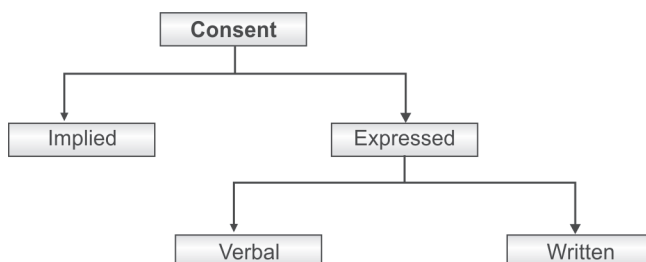 Consent
Implied
Expressed
Verbal
Written